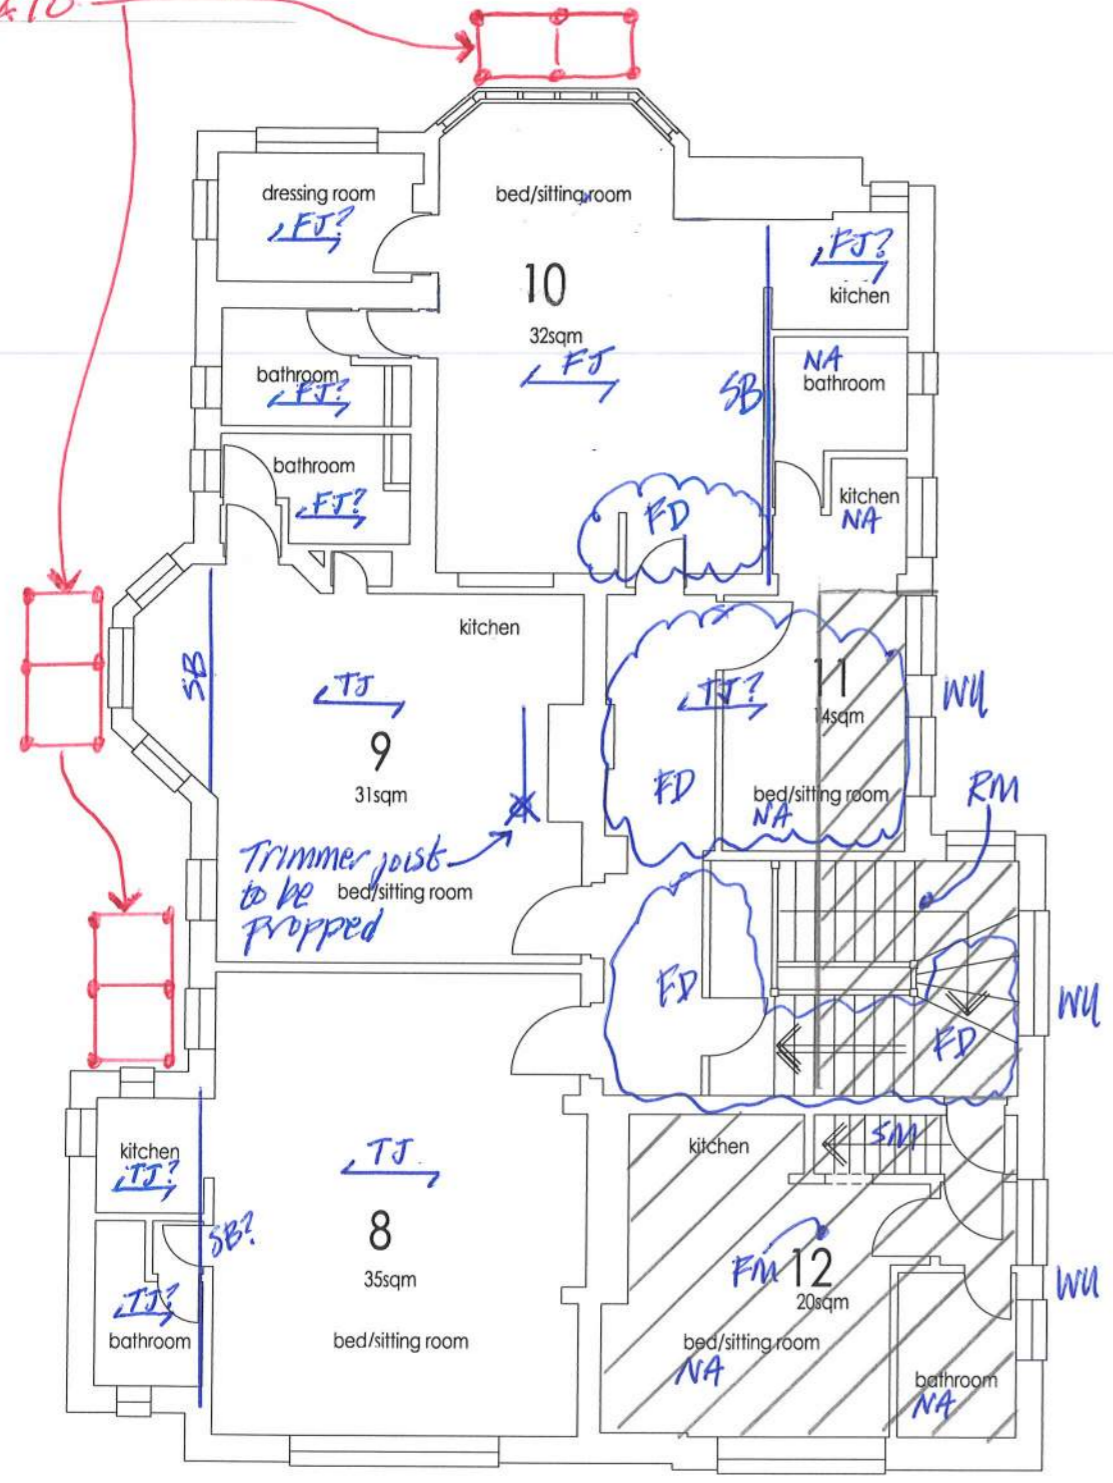 dressing room
FJ?
bed/sitting room
10
32sqm
FJ
FJ?
kitchen
bathroom
FJ?
SB
NA
bathroom
bathroom
FJ?
FD
kitchen
NA
kitchen
SB
TJ
9
31sqm
TJ?
11
14sqm
WU
FD
bed/sitting room
NA
RM
Trimmer joist
to be
propped
bed/sitting room
FD
WU
FD
kitchen
TJ?
TJ
kitchen
SM
SB?
8
35sqm
FM
12
20sqm
WU
TJ?
bathroom
bed/sitting room
bed/sitting room
NA
bathroom
NA